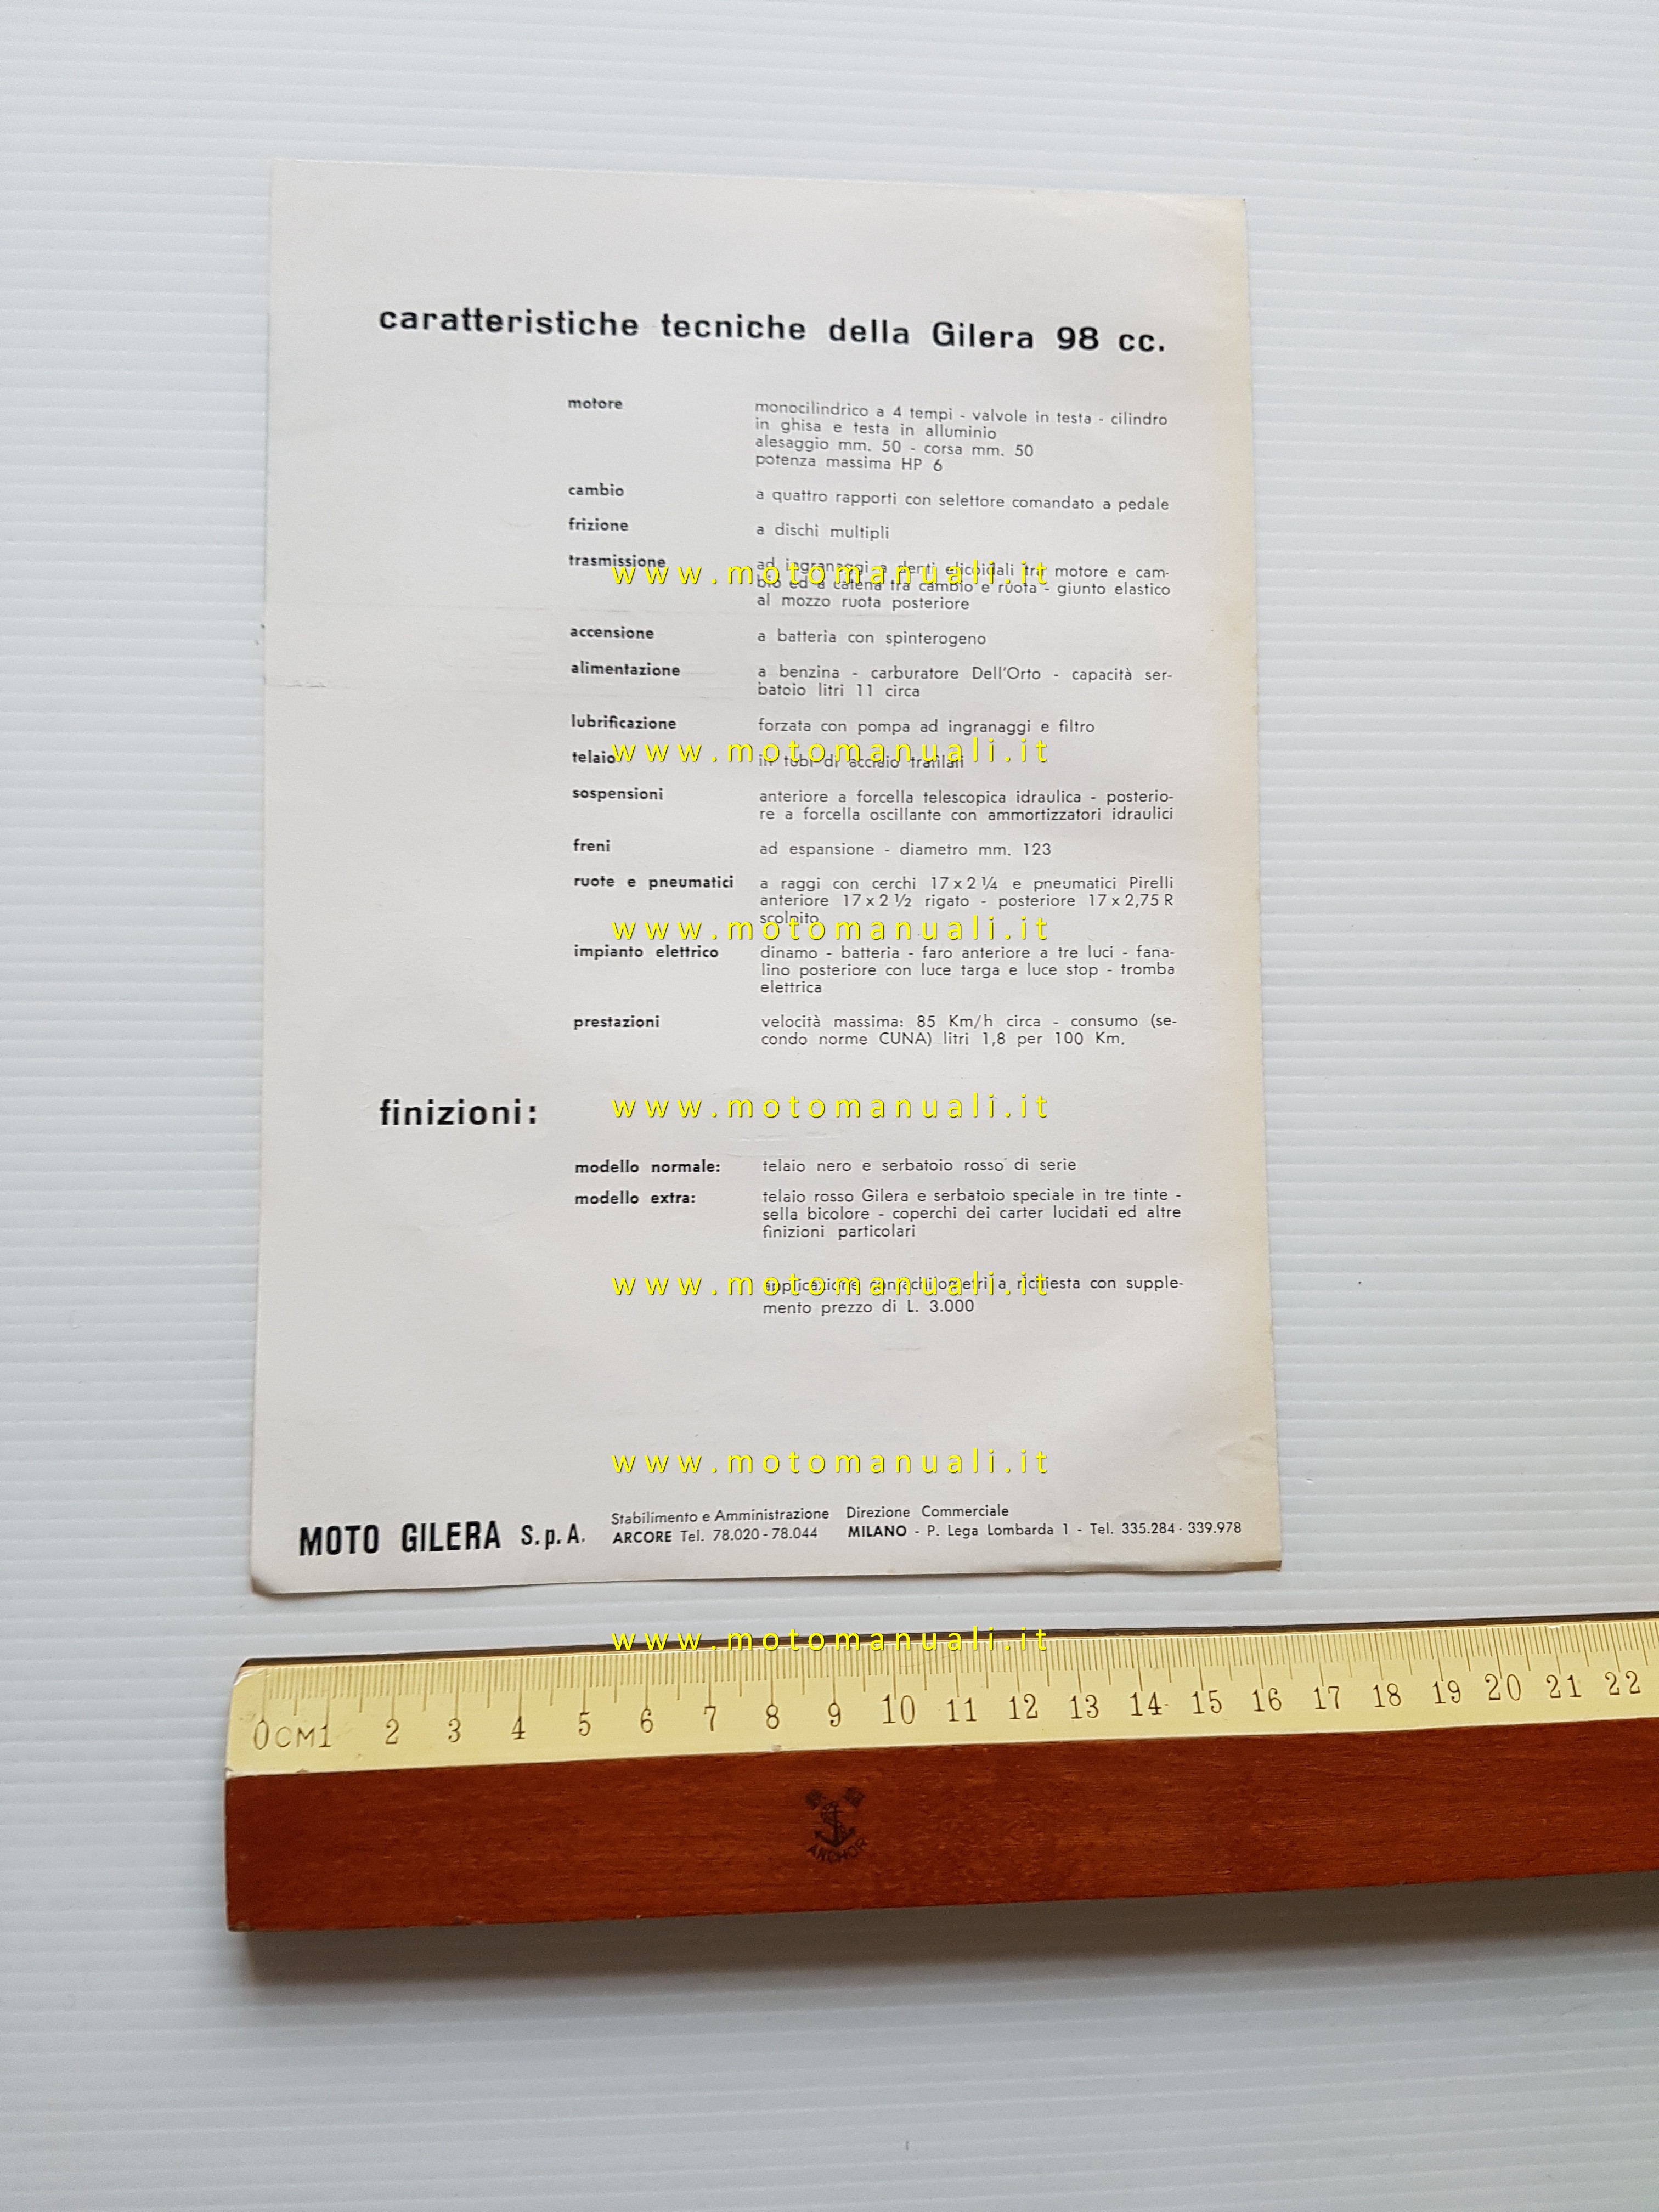 caratteristiche tecniche della Gilera 98 cc.
motore monocilindrico a 4 tempi - valvole in testa - cilindro
in ghisa e testa in alluminio
alesaggio mm. 50 - corsa mm. 50
potenza massima HP 6
cambio a quattro rapporti con selettore comandato a pedale
frizione a dischi multipli
trasmissione ad ingranaggi a denti elicoidali tra motore e cam-
bio ed a catena tra cambio e ruota - giunto elastico
al mozzo ruota posteriore
www.motomanuali.it
accensione a batteria con spinterogeno
alimentazione a benzina - carburatore Dell'Orto - capacità ser-
batoio litri 11 circa
lubrificazione forzata con pompa ad ingranaggi e filtro
www.motomanuali.it
telaio in tubi di acciaio trafilati
sospensioni anteriore a forcella telescopica idraulica - posterio-
re a forcella oscillante con ammortizzatori idraulici
freni ad espansione - diametro mm. 123
ruote e pneumatici a raggi con cerchi 17 x 2 ¼ e pneumatici Pirelli
anteriore 17 x 2 ½ rigato - posteriore 17 x 2,75 R
scolpito
www.motomanuali.it
impianto elettrico dinamo - batteria - faro anteriore a tre luci - fana-
lino posteriore con luce targa e luce stop - tromba
elettrica
prestazioni velocità massima: 85 Km/h circa - consumo (se-
condo norme CUNA) litri 1,8 per 100 Km.
www.motomanuali.it
finizioni:
modello normale: telaio nero e serbatoio rosso di serie
modello extra: telaio rosso Gilera e serbatoio speciale in tre tinte -
sella bicolore - coperchi dei carter lucidati ed altre
finizioni particolari
www.motomanuali.it
applicazione contachilometri a richiesta con supple-
mento prezzo di L. 3.000
www.motomanuali.it
MOTO GILERA S.p.A.
Stabilimento e Amministrazione Direzione Commerciale
ARCORE Tel. 78.020 - 78.044 MILANO - P. Lega Lombarda 1 - Tel. 335.284 - 339.978
www.motomanuali.it
0CM1 2 3 4 5 6 7 8 9 10 11 12 13 14 15 16 17 18 19 20 21 22
ANCHOR